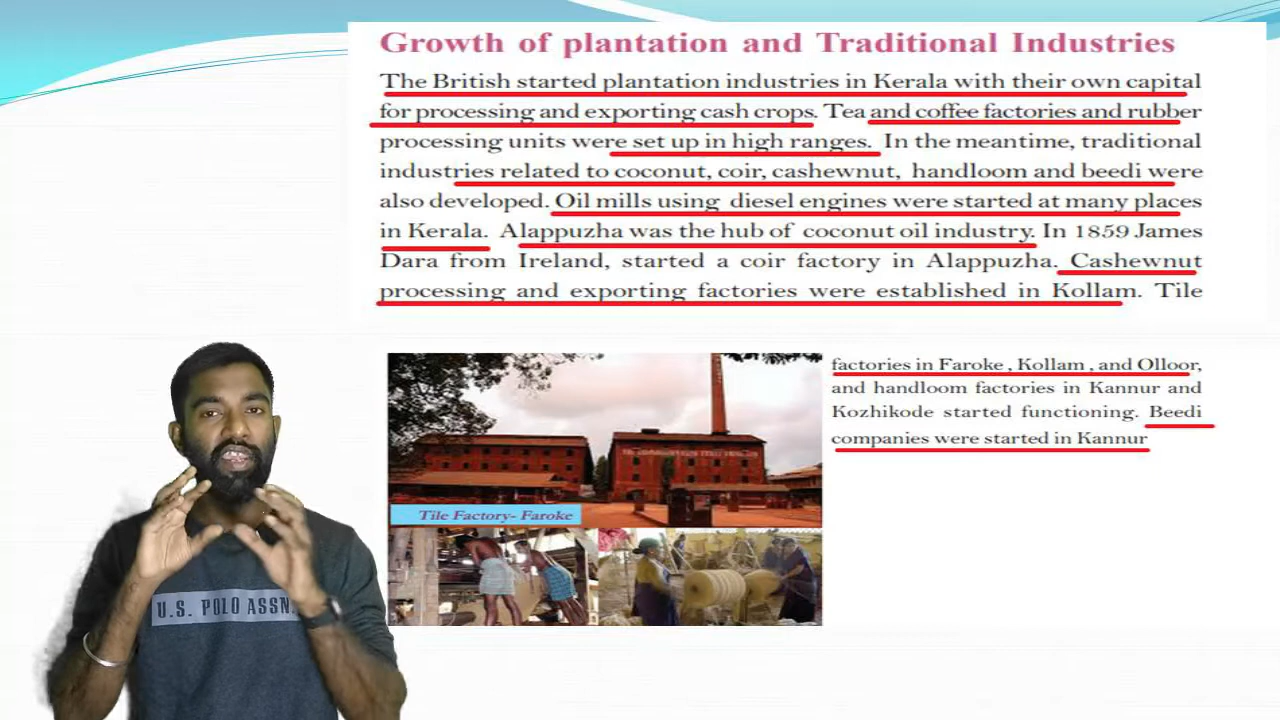 Growth of plantation and Traditional Industries
The British started plantation industries in Kerala with their own capital
for processing and exporting cash crops. Tea and coffee factories and rubber
processing units were set up in high ranges. In the meantime, traditional
industries related to coconut, coir, cashewnut, handloom and beedi were
also developed. Oil mills using diesel engines were started at many places
in Kerala. Alappuzha was the hub of coconut oil industry. In 1859 James
Dara from Ireland, started a coir factory in Alappuzha. Cashewnut
processing and exporting factories were established in Kollam. Tile
factories in Faroke , Kollam , and Olloor,
and handloom factories in Kannur and
Kozhikode started functioning. Beedi
companies were started in Kannur
Tile Factory- Faroke
U.S. POLO ASSN.